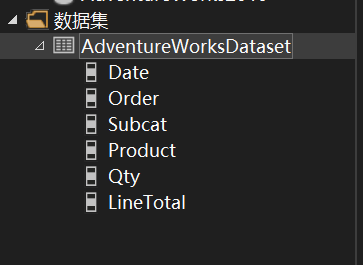 数据集
AdventureWorksDataset
Date
Order
Subcat
Product
Qty
LineTotal